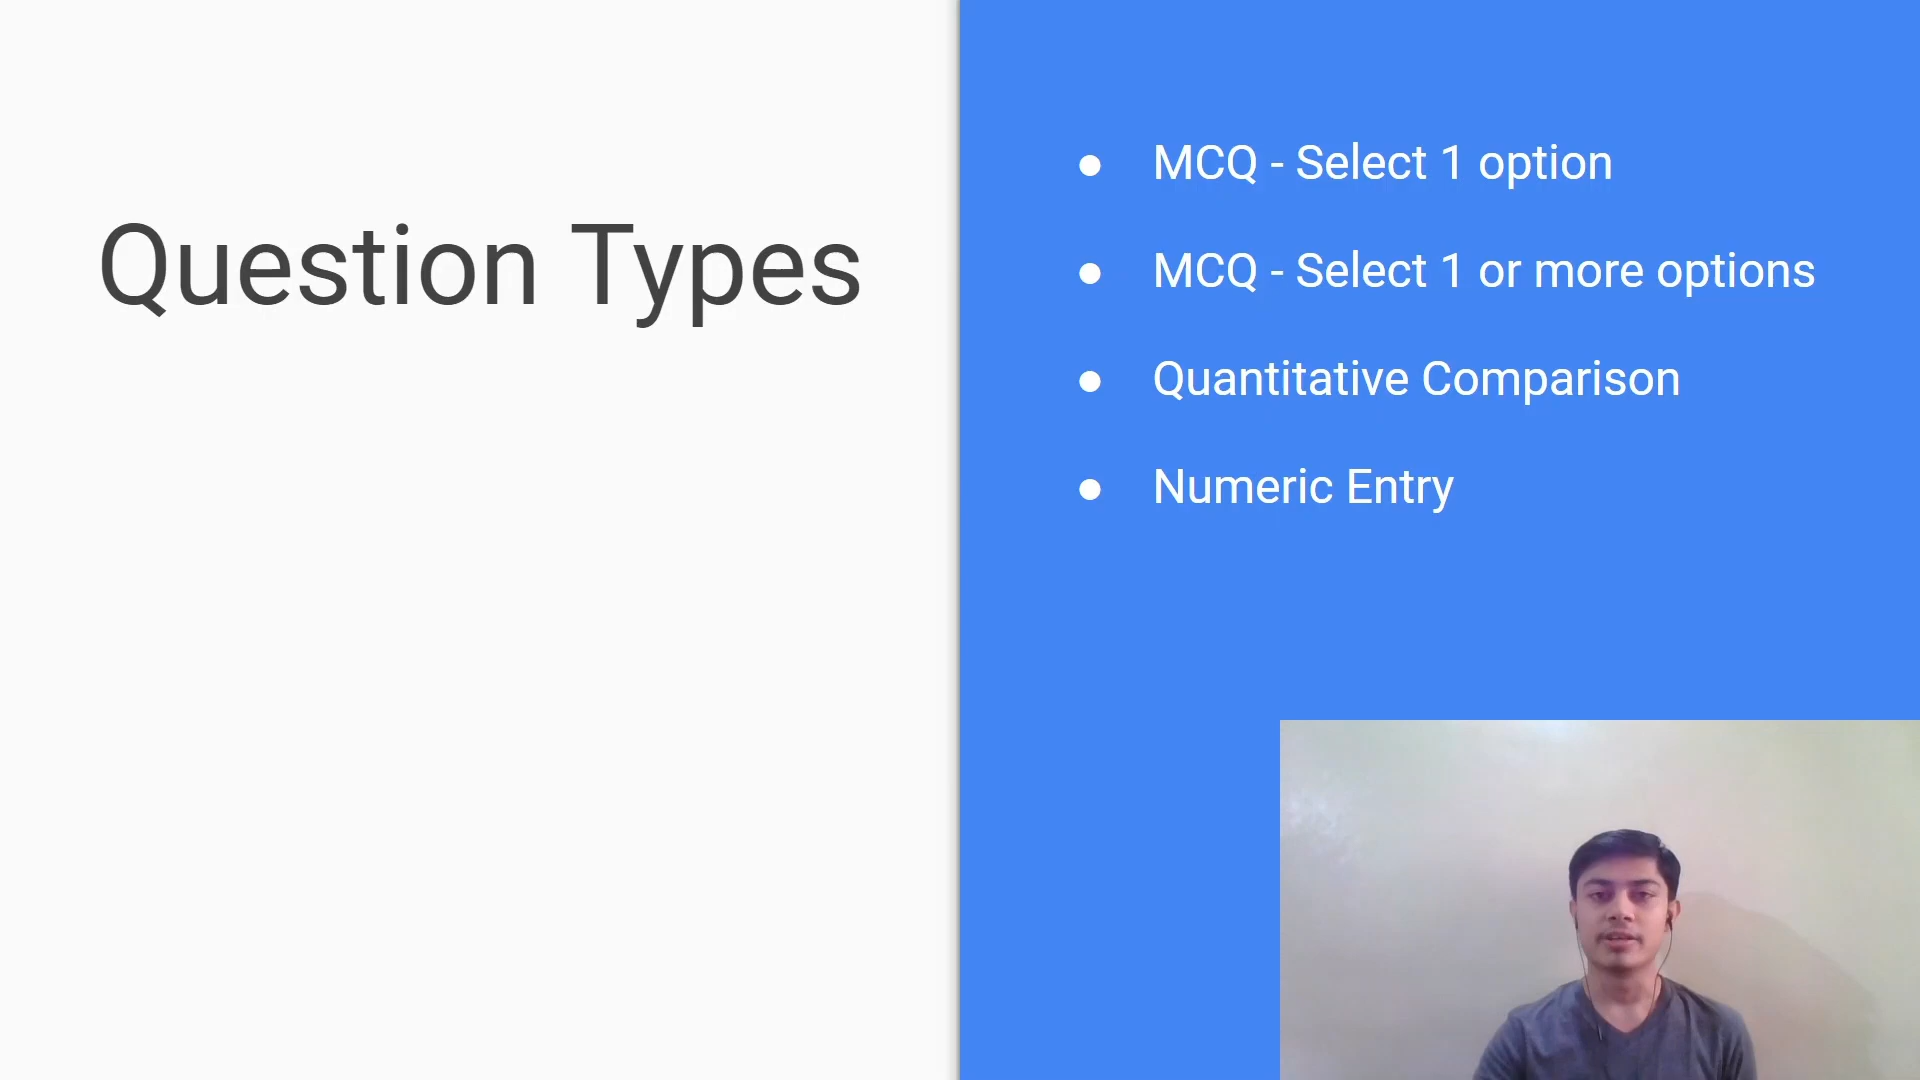 Question Types
MCQ - Select 1 option
MCQ - Select 1 or more options
Quantitative Comparison
Numeric Entry